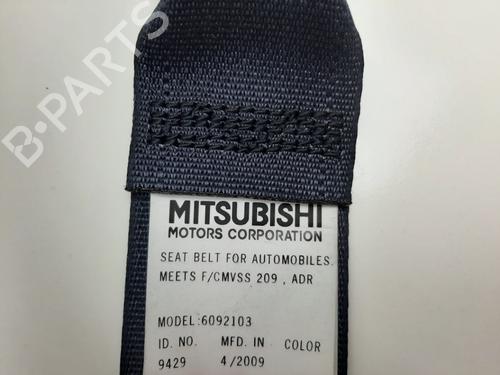 B-PARTS
MITSUBISHI
MOTORS CORPORATION
SEAT BELT FOR AUTOMOBILES.
MEETS F/CMVSS 209 , ADR
MODEL:6092103
ID. NO. MFD. IN COLOR
9429 4/2009